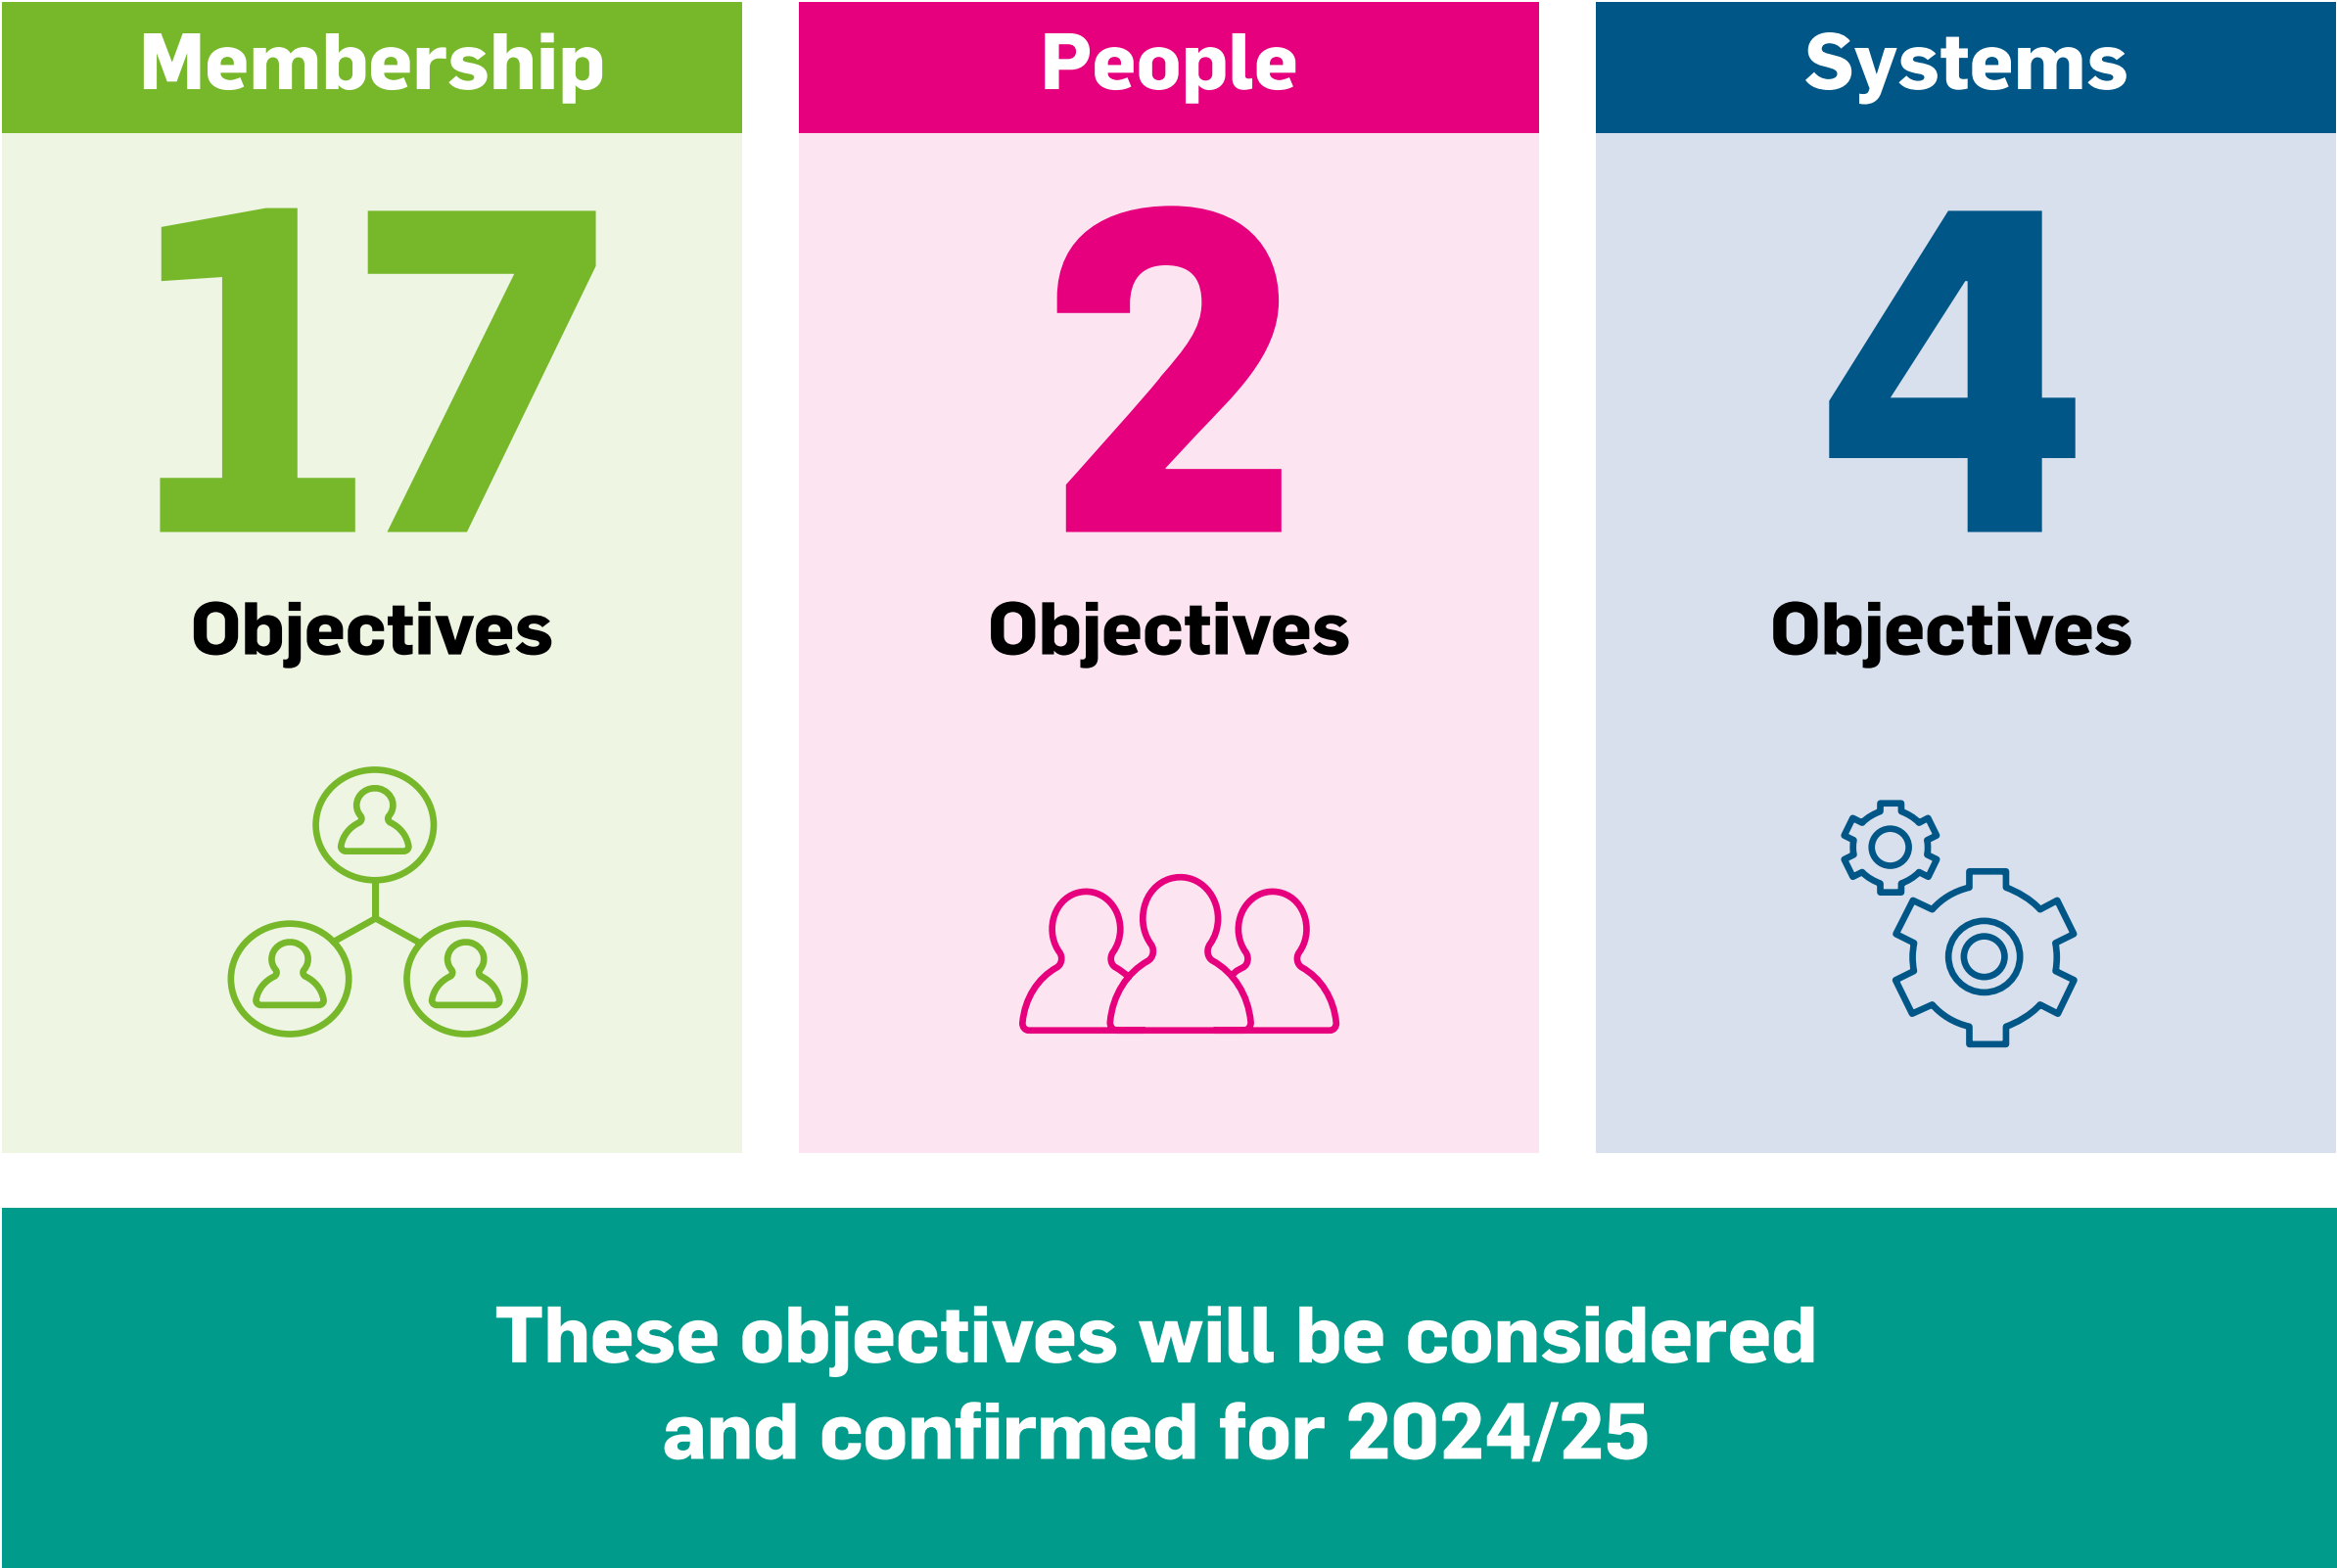 Membership
17
Objectives
People
2
Objectives
Systems
4
Objectives
These objectives will be considered
and confirmed for 2024/25